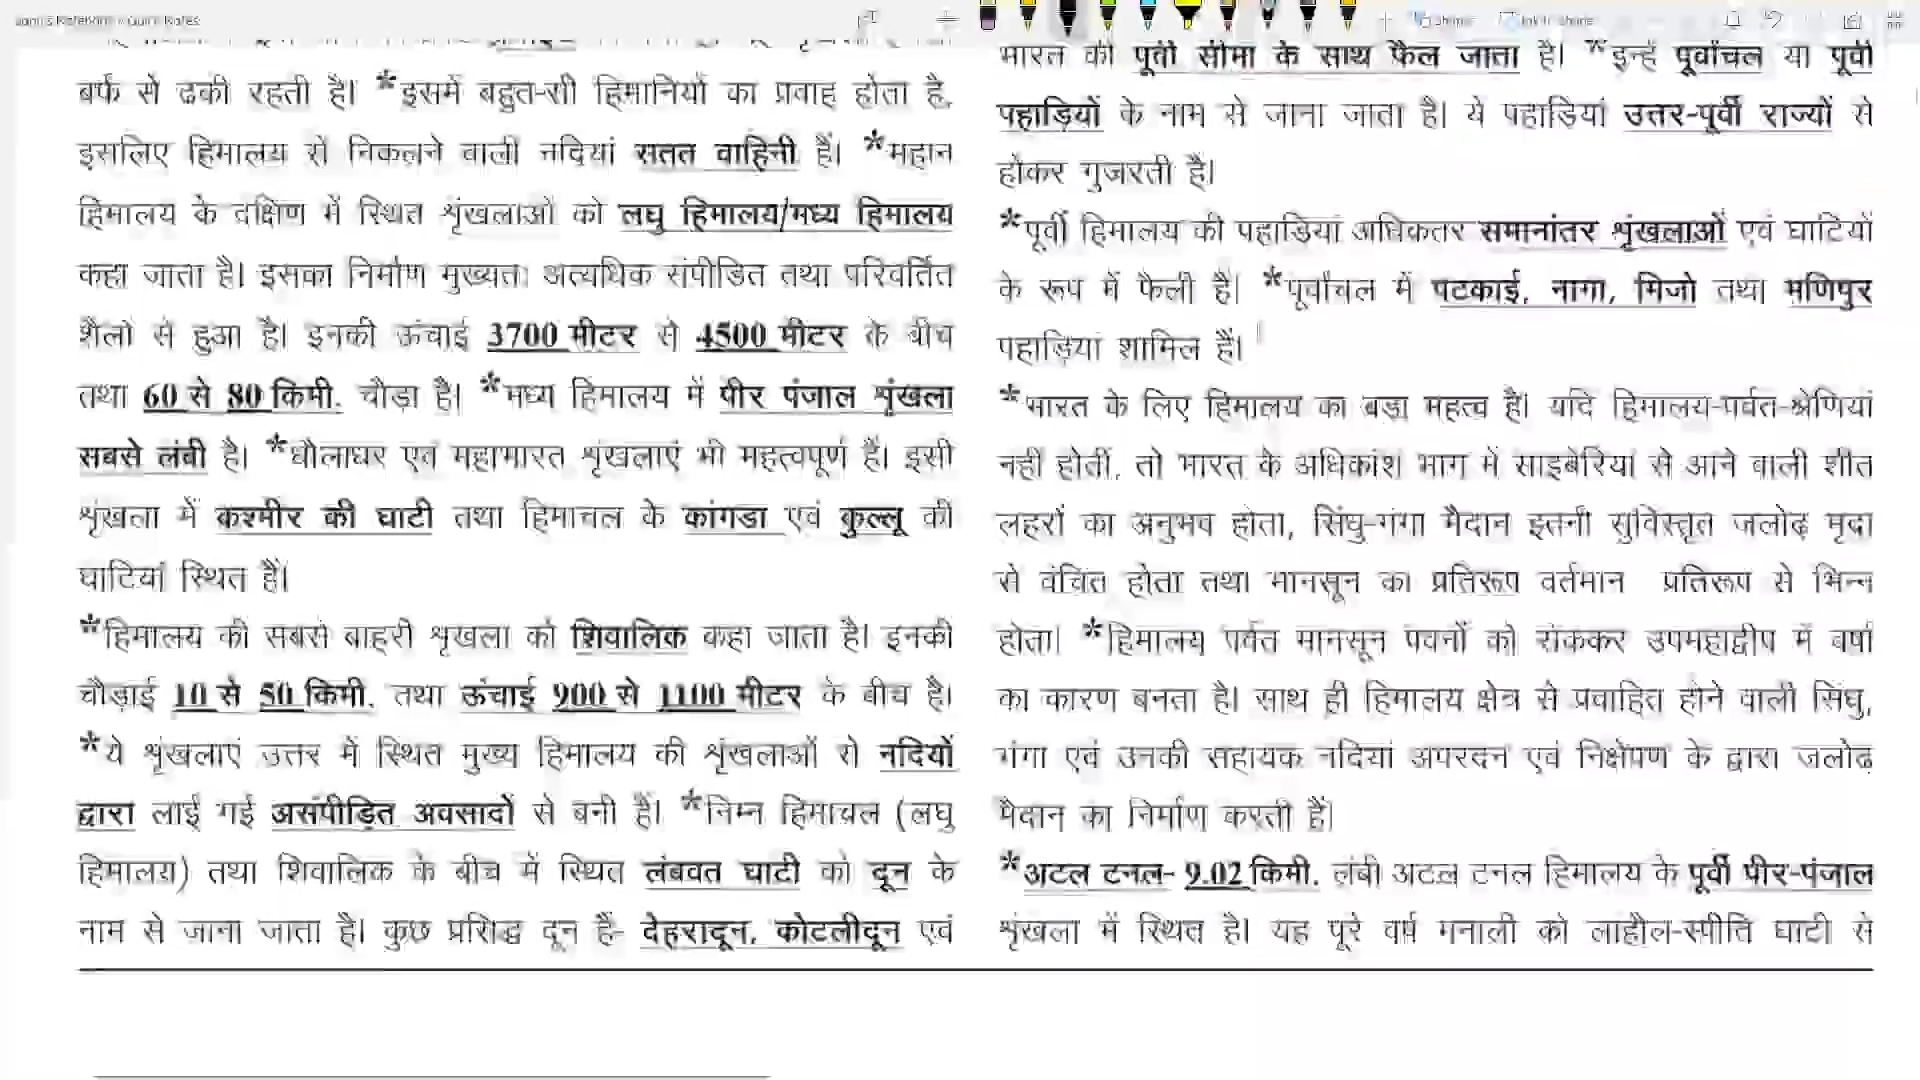 बर्फ से ढकी रहती है। *इसमें बहुत-सी हिमानियों का प्रवाह होता है,
इसलिए हिमालय से निकलने वाली नदियां सतत वाहिनी हैं। *महान
हिमालय के दक्षिण में स्थित शृंखलाओं को लघु हिमालय/मध्य हिमालय
कहा जाता है। इसका निर्माण मुख्यतः अत्यधिक संपीडित तथा परिवर्तित
शैलों से हुआ है। इनकी ऊंचाई 3700 मीटर से 4500 मीटर के बीच
तथा 60 से 80 किमी. चौड़ा है। *मध्य हिमालय में पीर पंजाल शृंखला
सबसे लंबी है। *धौलाधर एवं महाभारत शृंखलाएं भी महत्वपूर्ण हैं। इसी
शृंखला में कश्मीर की घाटी तथा हिमाचल के कांगडा एवं कुल्लू की
घाटियां स्थित हैं।
*हिमालय की सबसे बाहरी शृंखला को शिवालिक कहा जाता है। इनकी
चौड़ाई 10 से 50 किमी. तथा ऊंचाई 900 से 1100 मीटर के बीच है।
*ये शृंखलाएं उत्तर में स्थित मुख्य हिमालय की शृंखलाओं से नदियों
द्वारा लाई गई असंपीड़ित अवसादों से बनी हैं। *निम्न हिमाचल (लघु
हिमालय) तथा शिवालिक के बीच में स्थित लंबवत घाटी को दून के
नाम से जाना जाता है। कुछ प्रसिद्ध दून हैं- देहरादून, कोटलीदून एवं
भारत की पूर्वी सीमा के साथ फैल जाता है। *इन्हें पूर्वांचल या पूर्वी
पहाड़ियों के नाम से जाना जाता है। ये पहाड़ियां उत्तर-पूर्वी राज्यों से
होकर गुजरती है।
*पूर्वी हिमालय की पहाडियां अधिकतर समानांतर शृंखलाओं एवं घाटियों
के रूप में फैली है। *पूर्वांचल में पटकाई, नागा, मिजो तथा मणिपुर
पहाड़ियां शामिल हैं।
*भारत के लिए हिमालय का बड़ा महत्व है। यदि हिमालय-पर्वत-श्रेणियां
नहीं होतीं, तो भारत के अधिकांश भाग में साइबेरिया से आने वाली शीत
लहरों का अनुभव होता, सिंधु-गंगा मैदान इतनी सुविस्तृत जलोढ़ मृदा
से वंचित होता तथा मानसून का प्रतिरूप वर्तमान प्रतिरूप से भिन्न
होता। *हिमालय पर्वत मानसून पवनों को रोककर उपमहाद्वीप में वर्षा
का कारण बनता है। साथ ही हिमालय क्षेत्र से प्रवाहित होने वाली सिंधु,
गंगा एवं उनकी सहायक नदियां अपरदन एवं निक्षेपण के द्वारा जलोढ़
मैदान का निर्माण करती हैं।
*अटल टनल- 9.02 किमी. लंबी अटल टनल हिमालय के पूर्वी पीर-पंजाल
शृंखला में स्थित है। यह पूरे वर्ष मनाली को लाहौल-स्पीति घाटी से